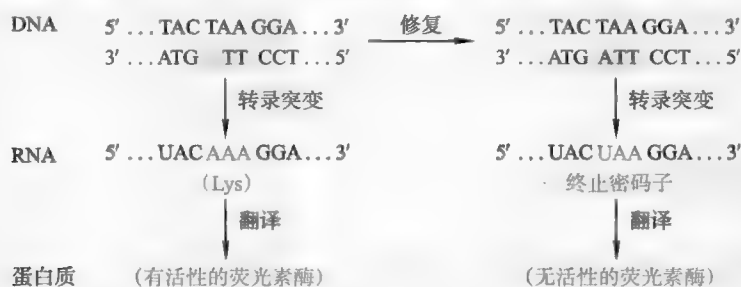 DNA 5′ ...TAC TAA GGA...3′ 修复 5′ ...TAC TAA GGA...3′
3′ ...ATG TT CCT...5′ 3′ ...ATG ATT CCT...5′
转录突变 转录突变
RNA 5′ ...UAC AAA GGA...3′ 5′ ...UAC UAA GGA...3′
(Lys) 终止密码子
翻译 翻译
蛋白质 (有活性的荧光素酶) (无活性的荧光素酶)